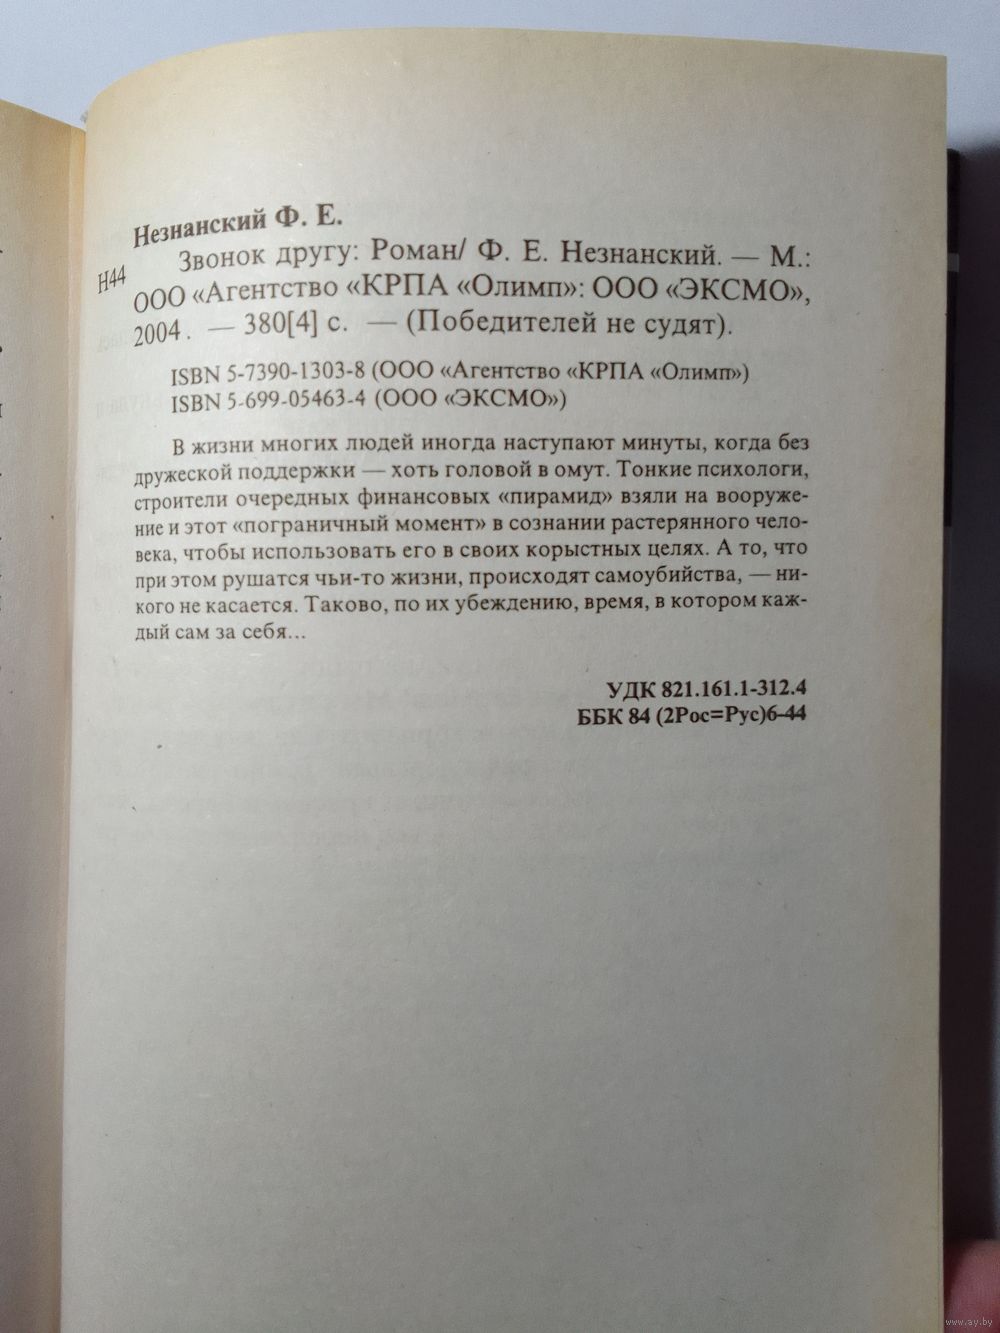 Незнанский Ф. Е.
Н44
Звонок другу: Роман/ Ф. Е. Незнанский. — М.:
ООО «Агентство «КРПА «Олимп»: ООО «ЭКСМО»,
2004. — 380[4] с. — (Победителей не судят).
ISBN 5-7390-1303-8 (ООО «Агентство «КРПА «Олимп»)
ISBN 5-699-05463-4 (ООО «ЭКСМО»)
В жизни многих людей иногда наступают минуты, когда без
дружеской поддержки — хоть головой в омут. Тонкие психологи,
строители очередных финансовых «пирамид» взяли на вооруже-
ние и этот «пограничный момент» в сознании растерянного чело-
века, чтобы использовать его в своих корыстных целях. А то, что
при этом рушатся чьи-то жизни, происходят самоубийства, — ни-
кого не касается. Таково, по их убеждению, время, в котором каж-
дый сам за себя...
УДК 821.161.1-312.4
ББК 84 (2Рос=Рус)6-44
www.ay.by